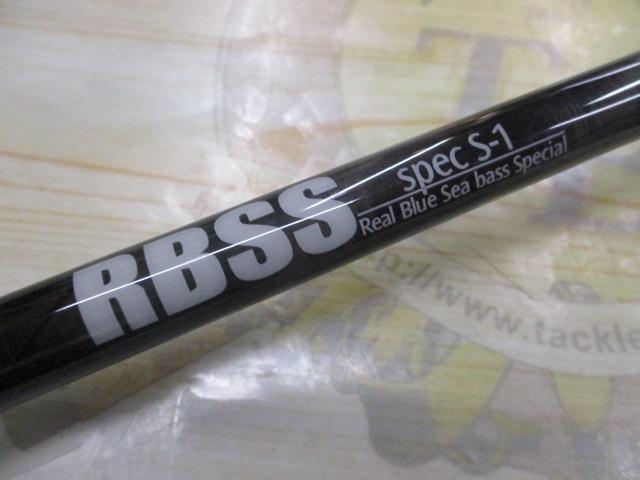 RBSS
spec S-1
Real Blue Sea bass Special
p://www.tackle